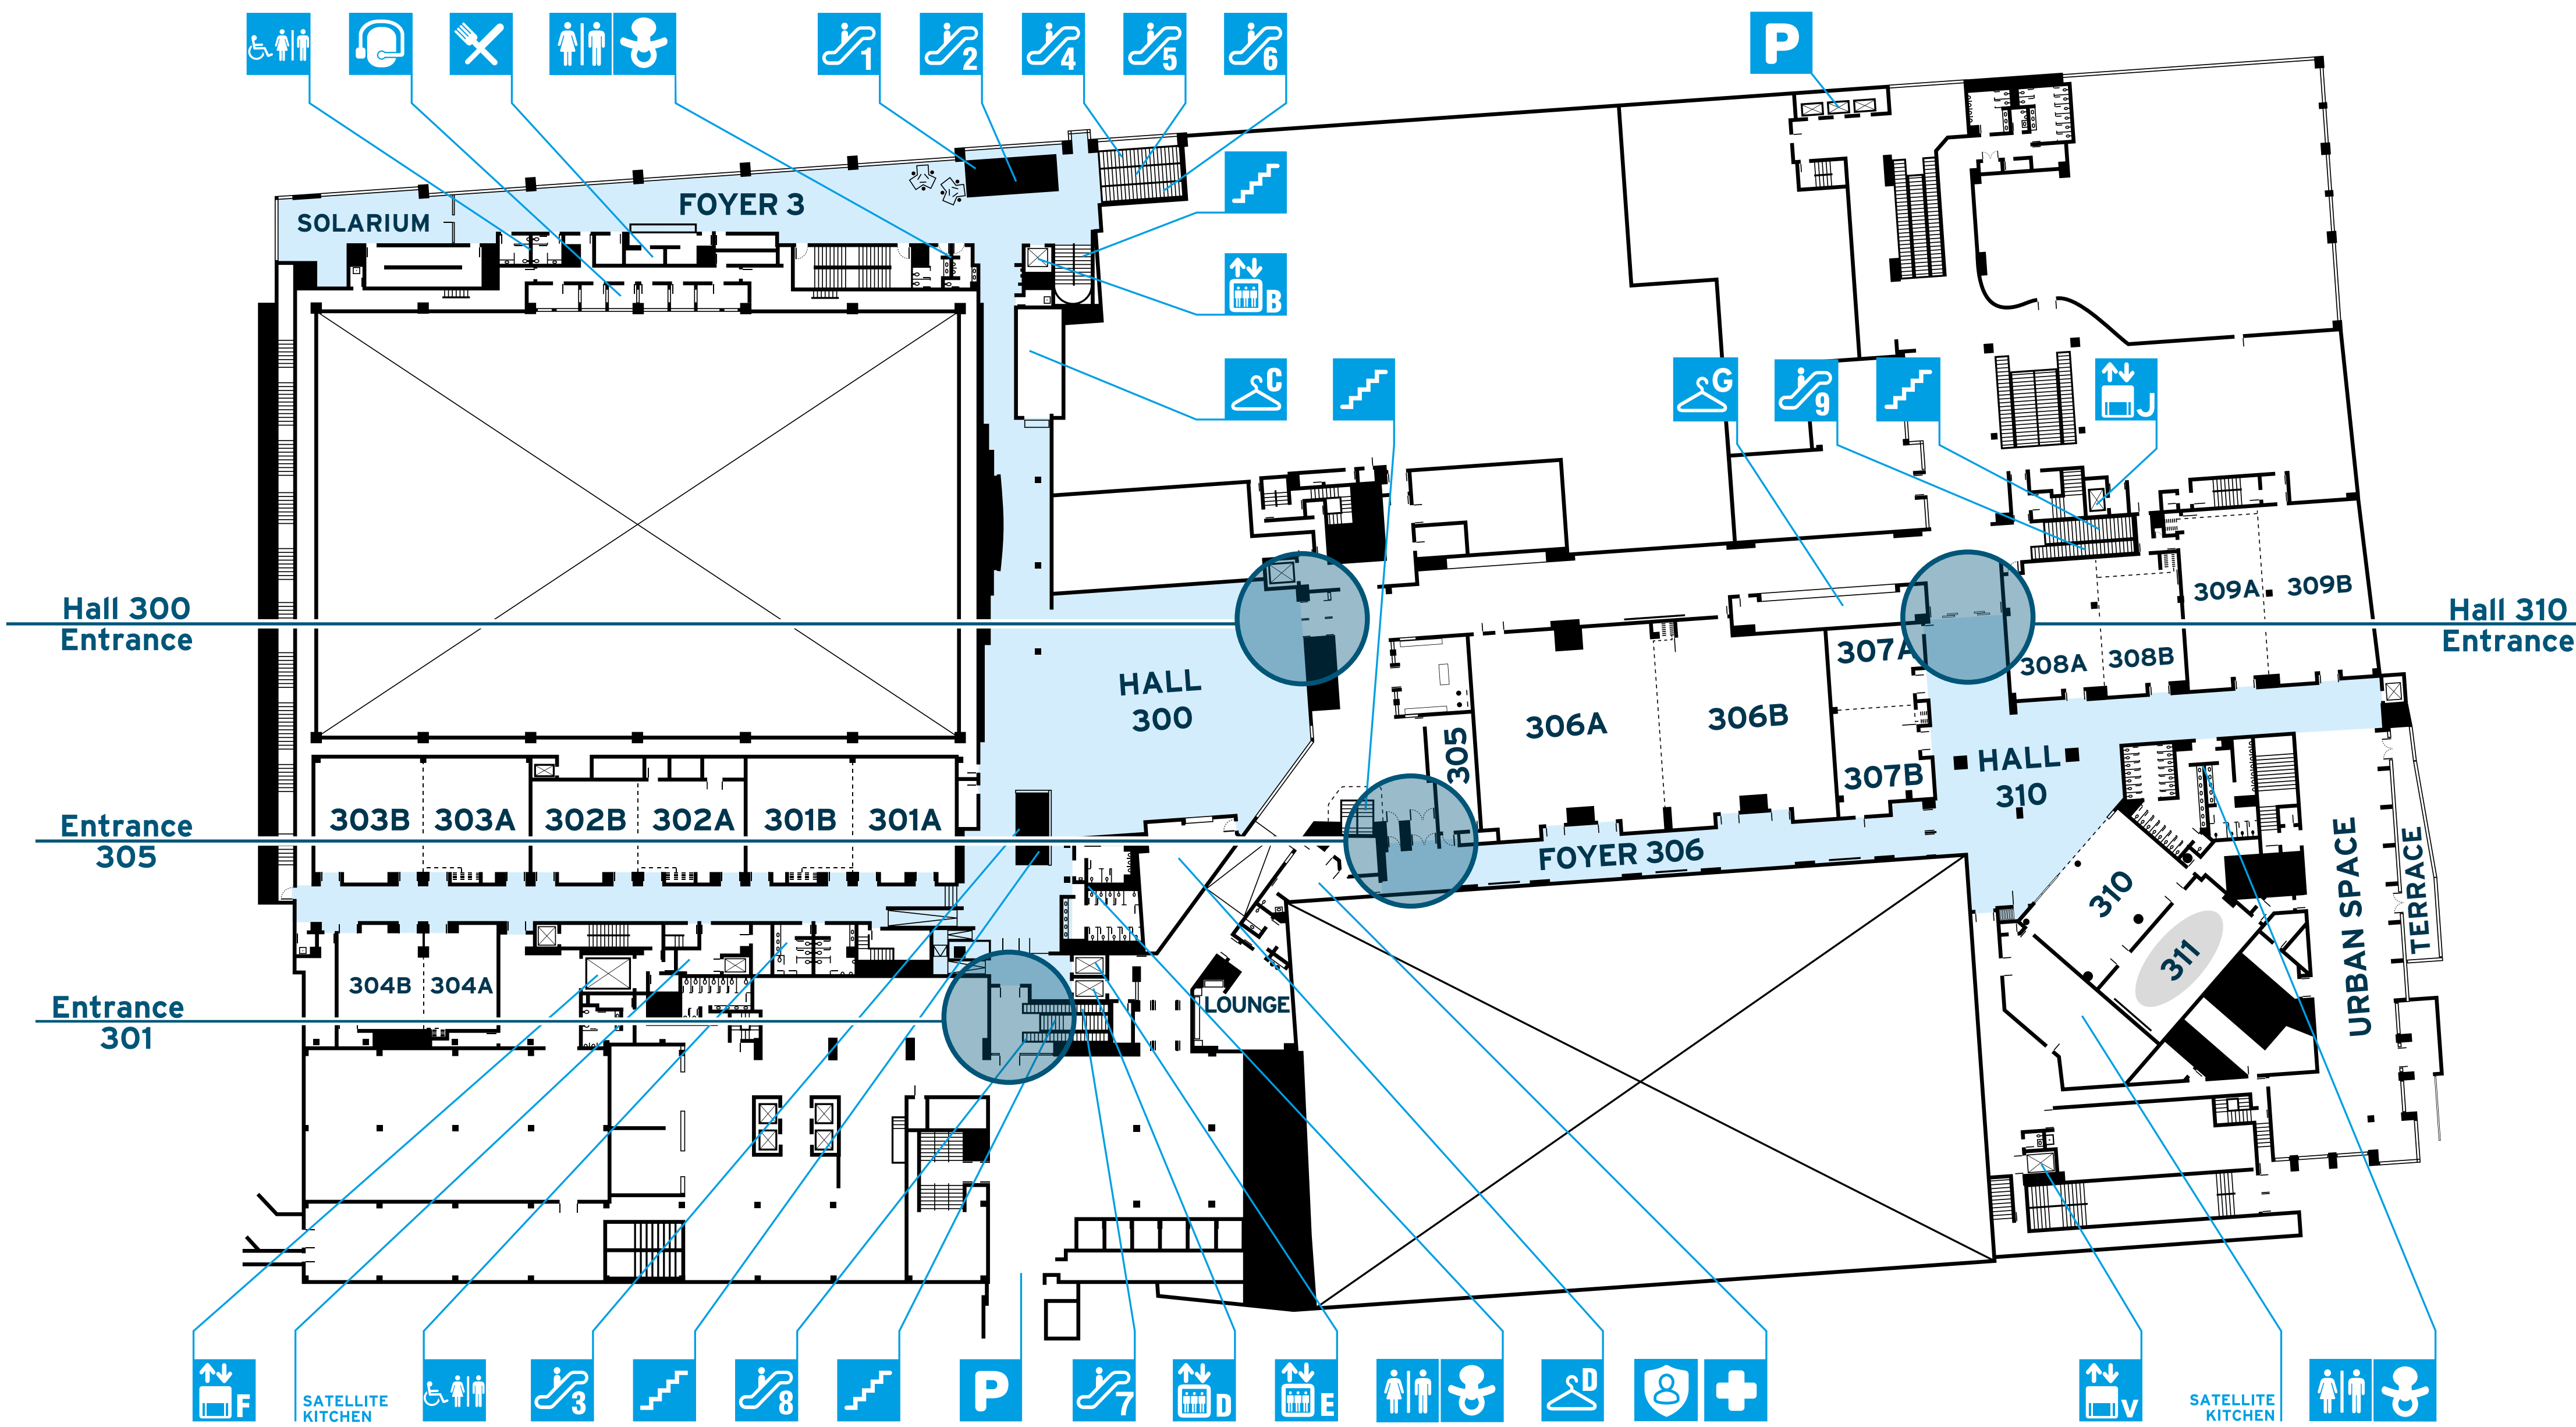 1
2
4
5
6
P
SOLARIUM
FOYER 3
B
C
G
9
J
Hall 300
Entrance
Hall 310
Entrance
HALL
300
305
306A
306B
307A
307B
308A
308B
309A
309B
HALL
310
303B
303A
302B
302A
301B
301A
Entrance
305
FOYER 306
310
311
URBAN SPACE
TERRACE
304B
304A
LOUNGE
Entrance
301
F
SATELLITE
KITCHEN
3
8
P
7
D
E
D
V
SATELLITE
KITCHEN